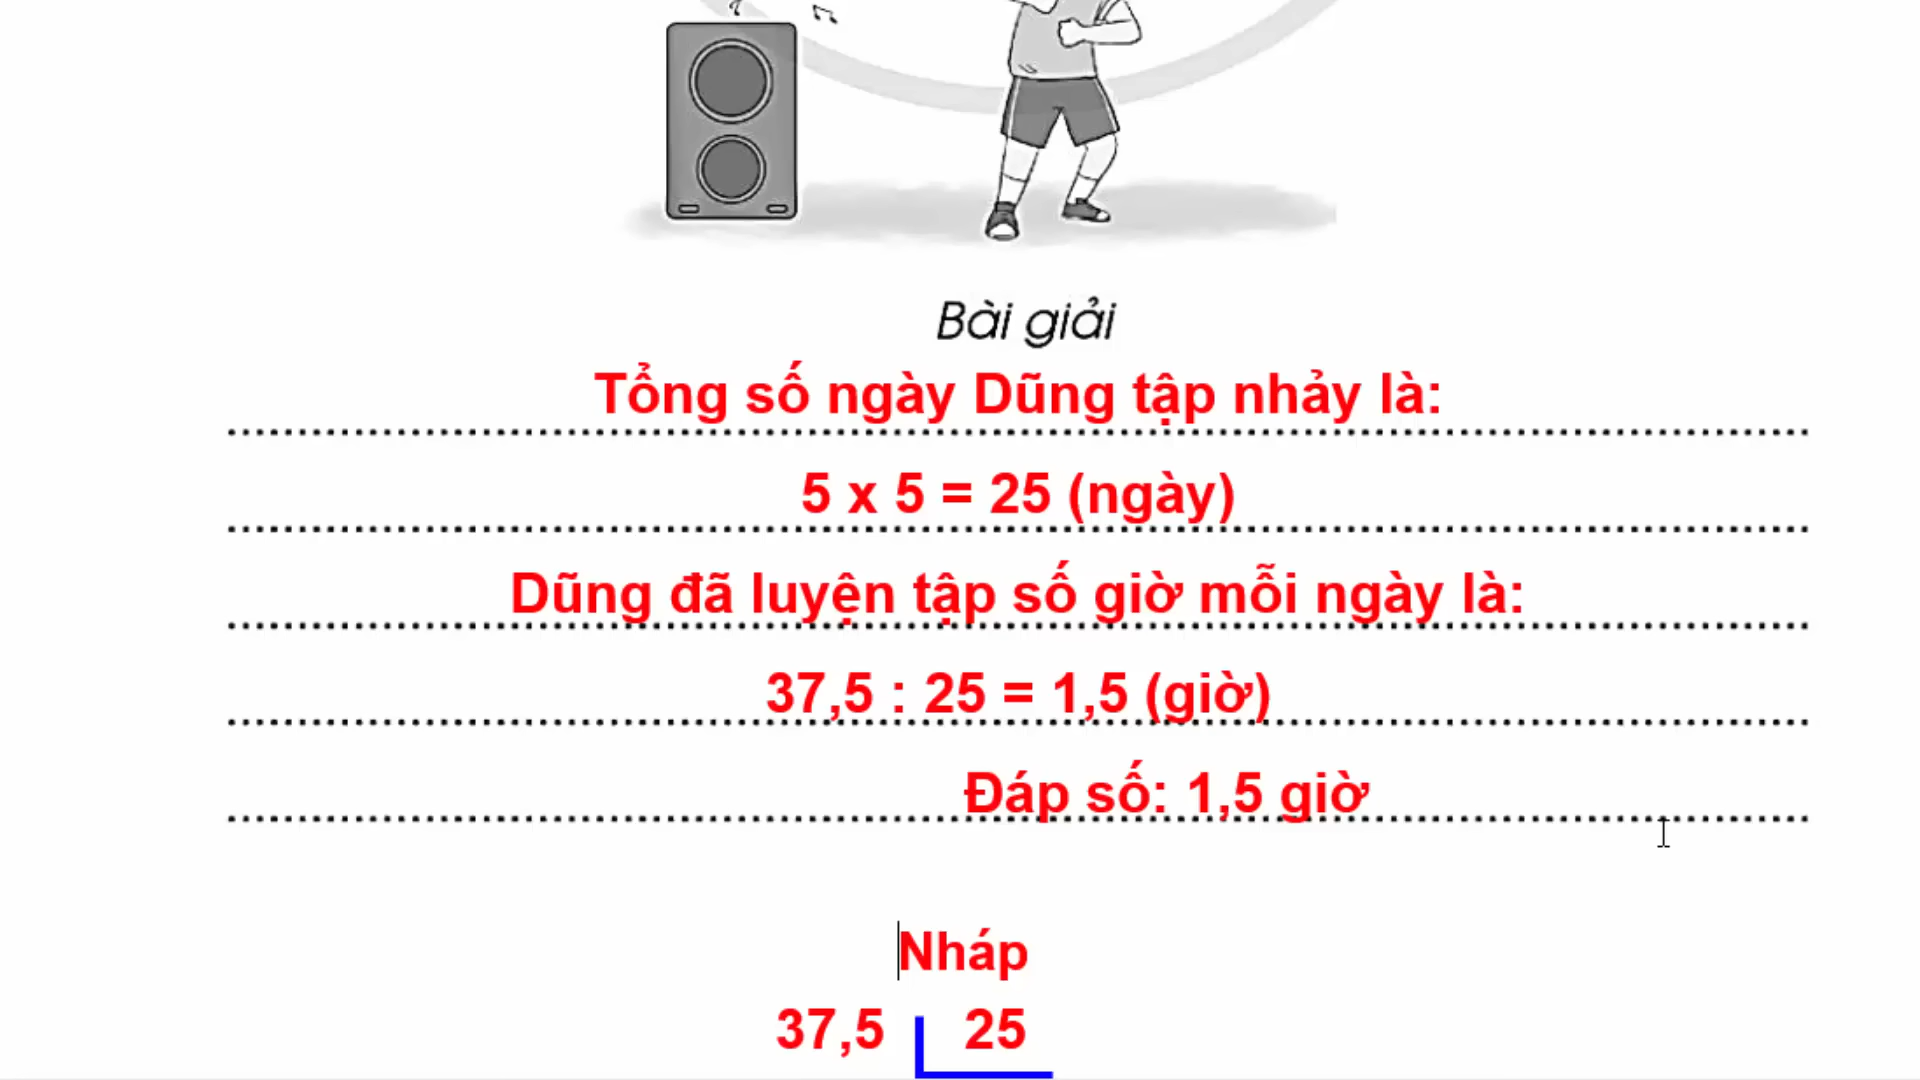 Bài giải
Tổng số ngày Dũng tập nhảy là:
5 x 5 = 25 (ngày)
Dũng đã luyện tập số giờ mỗi ngày là:
37,5 : 25 = 1,5 (giờ)
Đáp số: 1,5 giờ
Nháp
37,5 25